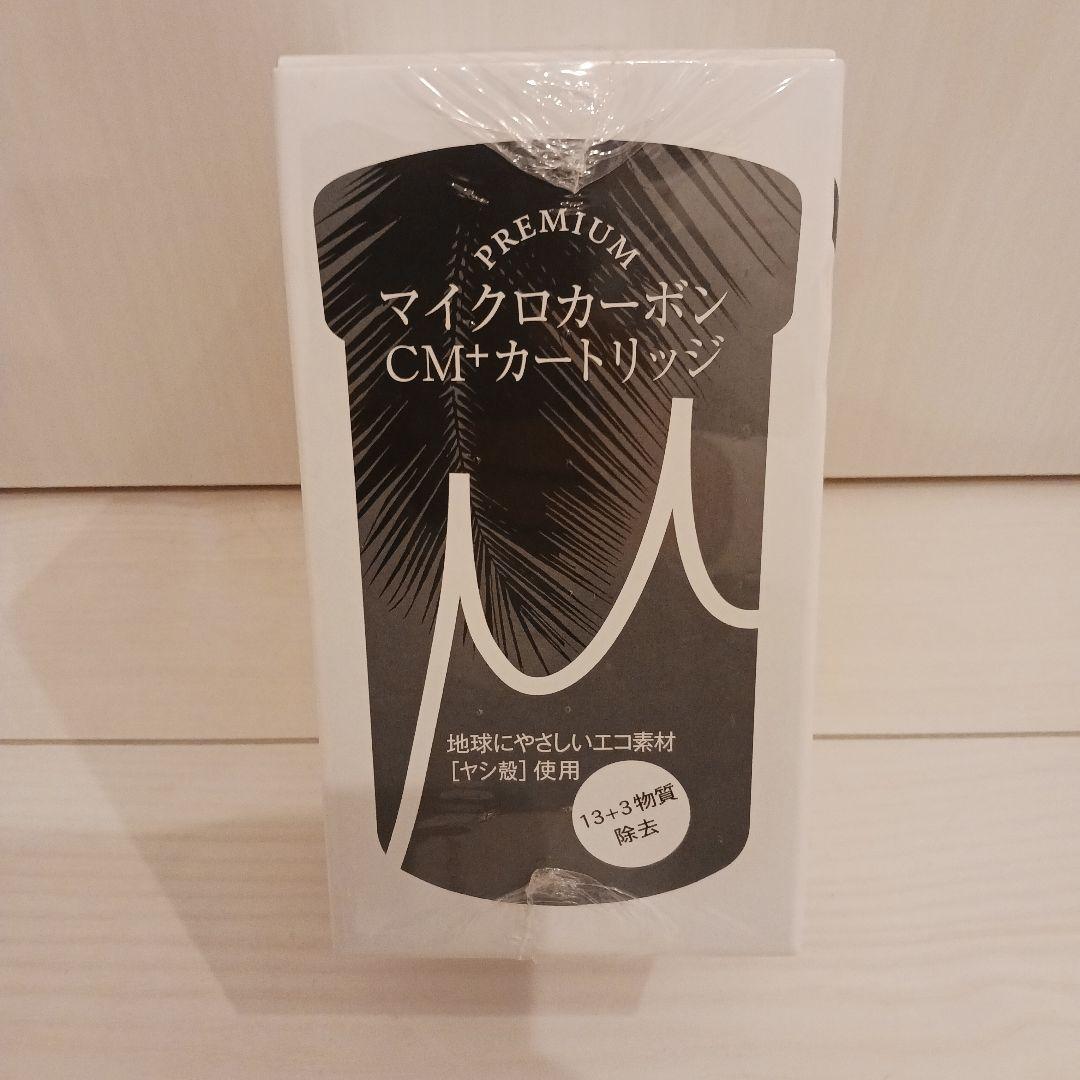 PREMIUM
マイクロカーボン
CM+カートリッジ
μ
地球にやさしいエコ素材
[ヤシ殻]使用
13+3物質
除去